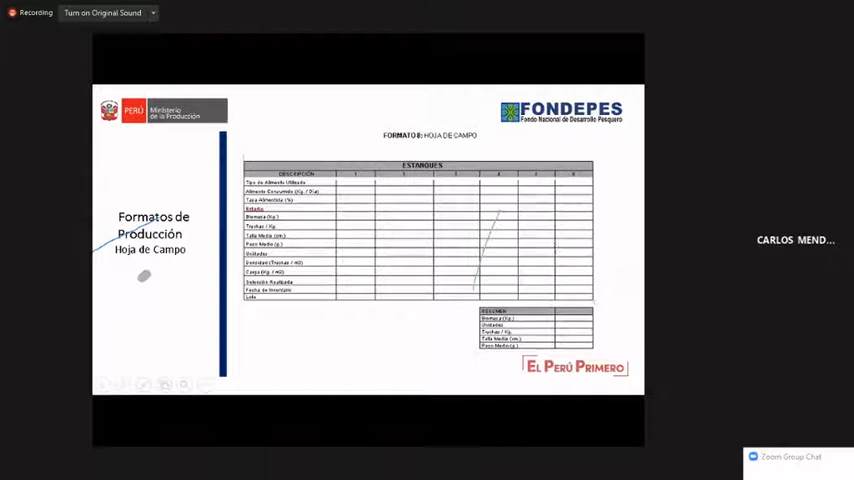 Recording
Turn on Original Sound
PERÚ
Ministerio
de la Producción
FONDEPES
Fondo Nacional de Desarrollo Pesquero
FORMATO 8: HOJA DE CAMPO
Formatos de
Producción
Hoja de Campo
ESTANQUES
DESCRIPCIÓN 1 3 4 6
Tipo de Alimento Utilizado
Alimento Consumido (Kg. / Día)
Tasa Alimenticia (%)
Estadio
Biomasa (Kg.)
Truchas / Kg.
Talla Media (cm.)
Peso Medio (g.)
Unidades
Densidad (Truchas / m3)
Carga (Kg. / m3)
Selección Realizada
Fecha de Inventario
Lote
RESUMEN
Biomasa (Kg.)
Unidades
Truchas / Kg.
Talla Media (cm.)
Peso Medio (g.)
EL PERÚ PRIMERO
CARLOS MEND...
Zoom Group Chat